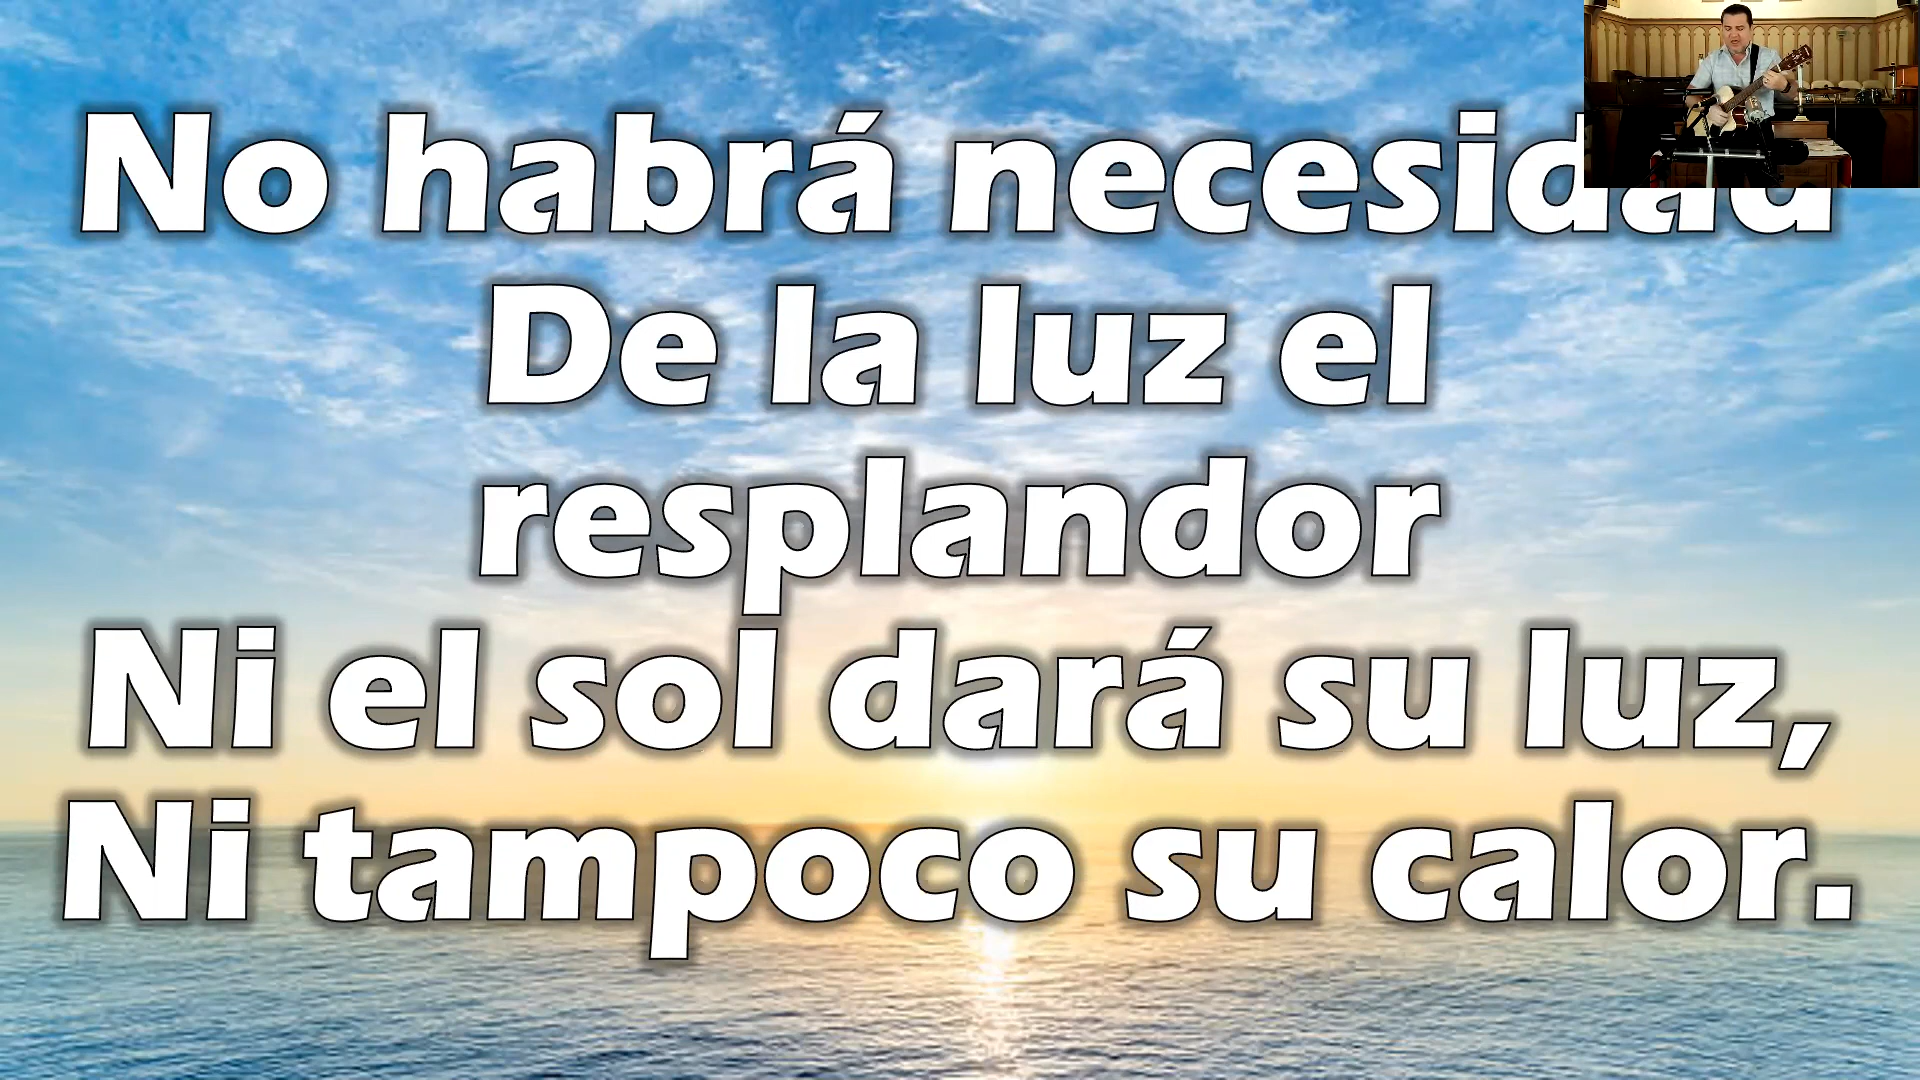 No habrá necesidad
De la luz el
resplandor
Ni el sol dará su luz,
Ni tampoco su calor.